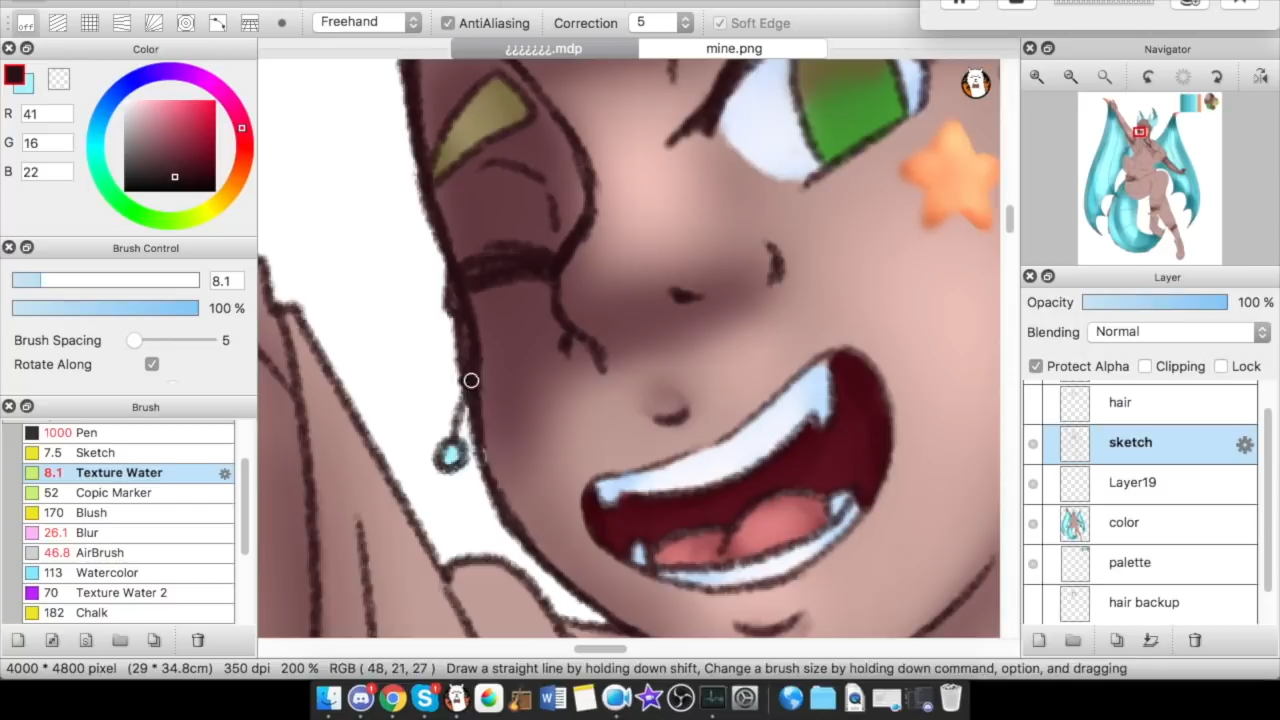 off
Freehand
AntiAliasing
Correction
5
Soft Edge
Color
¿¿¿¿¿¿¿.mdp
mine.png
Navigator
R 41
G 16
B 22
Brush Control
8.1
100 %
Brush Spacing
5
Rotate Along
Brush
1000 Pen
7.5 Sketch
8.1 Texture Water
52 Copic Marker
170 Blush
26.1 Blur
46.8 AirBrush
113 Watercolor
70 Texture Water 2
182 Chalk
Layer
Opacity
100 %
Blending
Normal
Protect Alpha
Clipping
Lock
hair
sketch
Layer19
color
palette
hair backup
4000 * 4800 pixel (29 * 34.8cm) 350 dpi 200 % RGB ( 48, 21, 27 ) Draw a straight line by holding down shift, Change a brush size by holding down command, option, and dragging